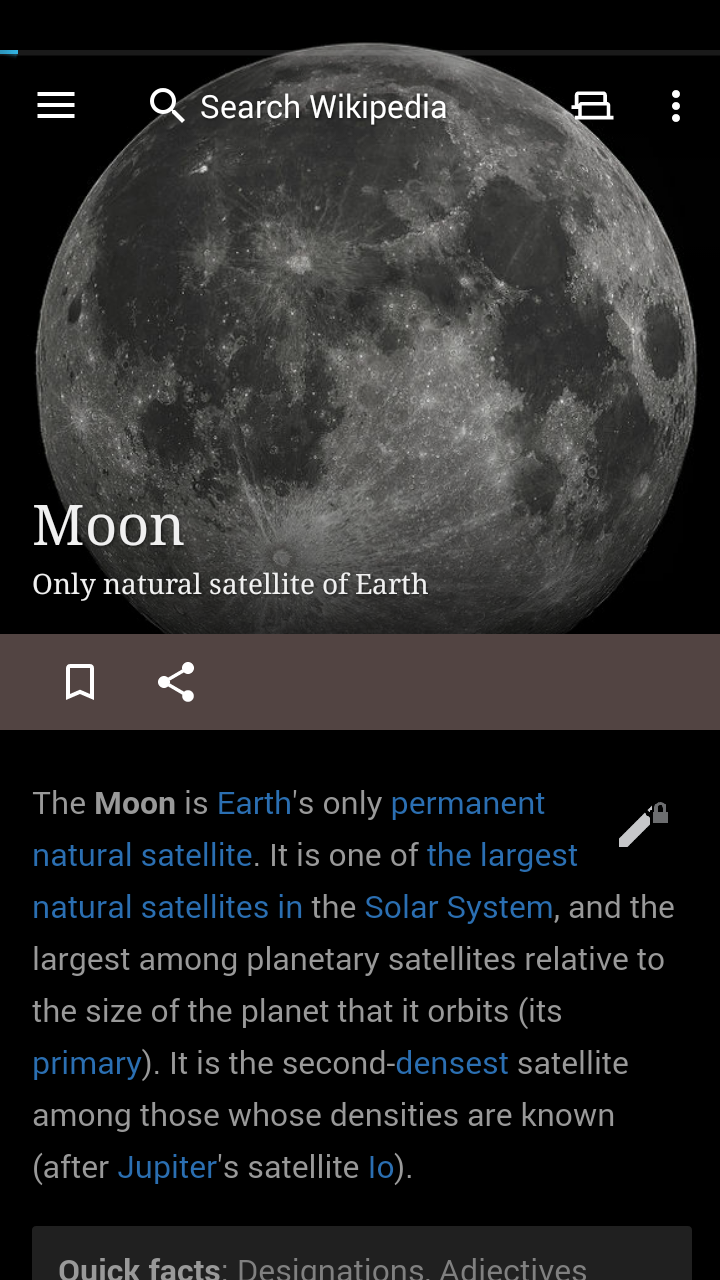 Search Wikipedia
Moon
Only natural satellite of Earth
The Moon is Earth's only permanent
natural satellite. It is one of the largest
natural satellites in the Solar System, and the
largest among planetary satellites relative to
the size of the planet that it orbits (its
primary). It is the second-densest satellite
among those whose densities are known
(after Jupiter's satellite Io).
Quick facts: Designations, Adjectives